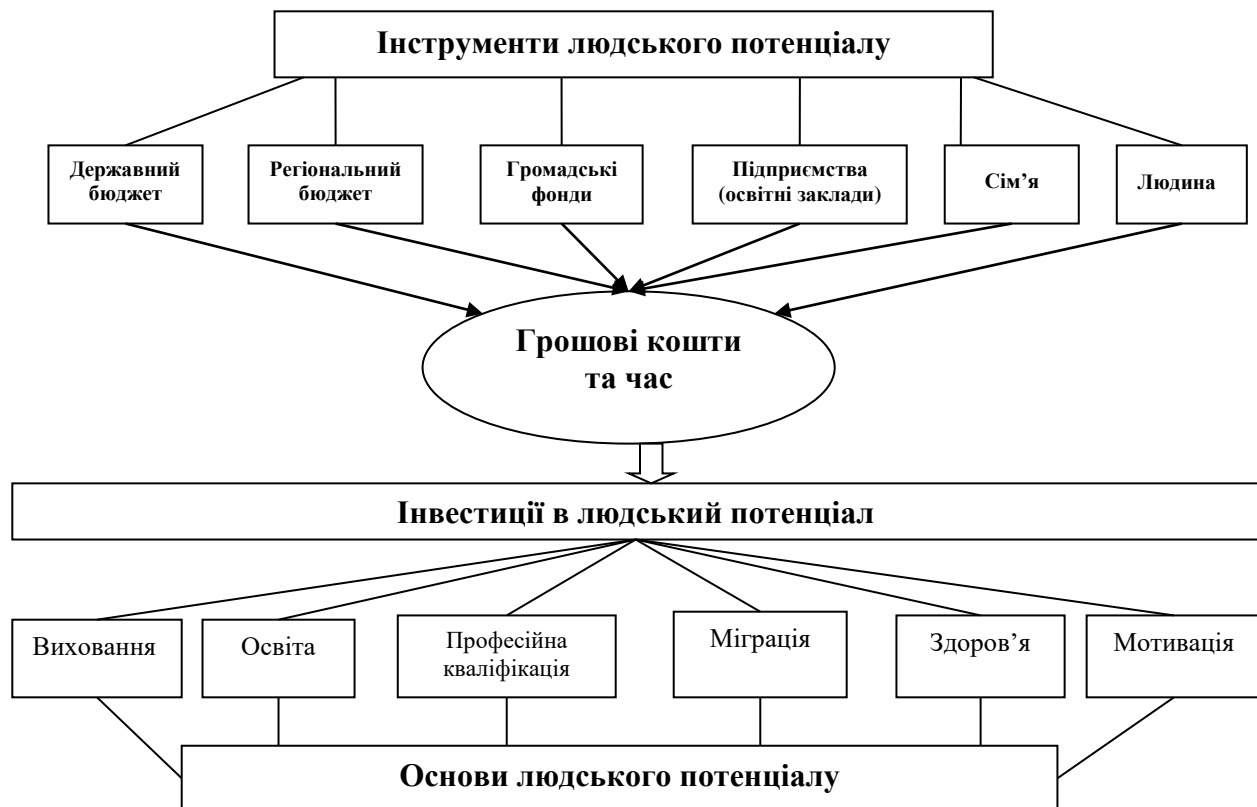 Інструменти людського потенціалу
Державний
бюджет
Регіональний
бюджет
Громадські
фонди
Підприємства
(освітні заклади)
Сім’я
Людина
Грошові кошти
та час
Інвестиції в людський потенціал
Виховання
Освіта
Професійна
кваліфікація
Міграція
Здоров’я
Мотивація
Основи людського потенціалу